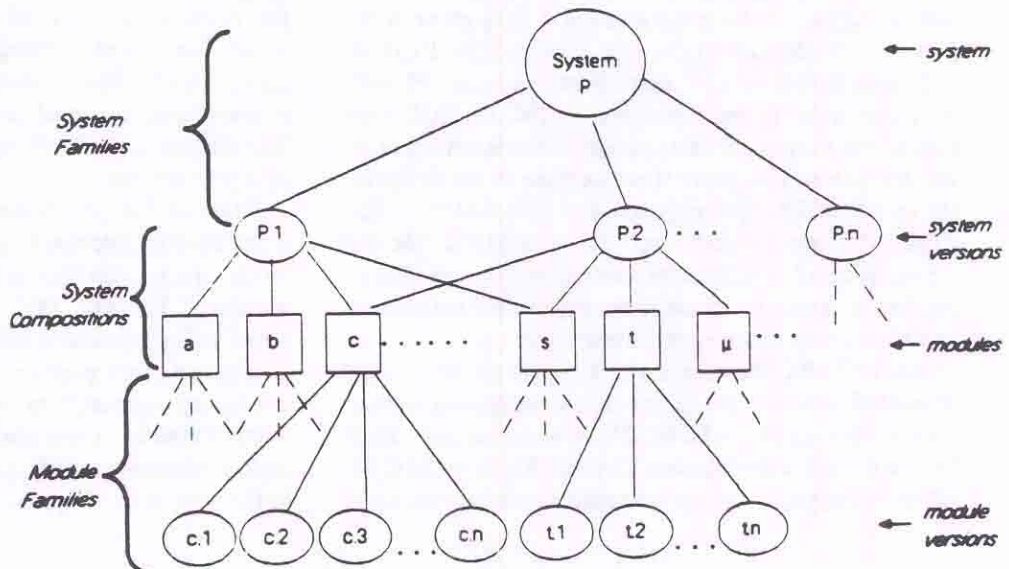 System
P
← system
System
Families
P.1
P.2
. . . .
P.n
← system
versions
System
Compositions
a
b
c
. . . . . . .
s
t
μ
. . . . .
← modules
Module
Families
c.1
c.2
c.3
. . .
c.n
t.1
t.2
. . .
t.n
← module
versions